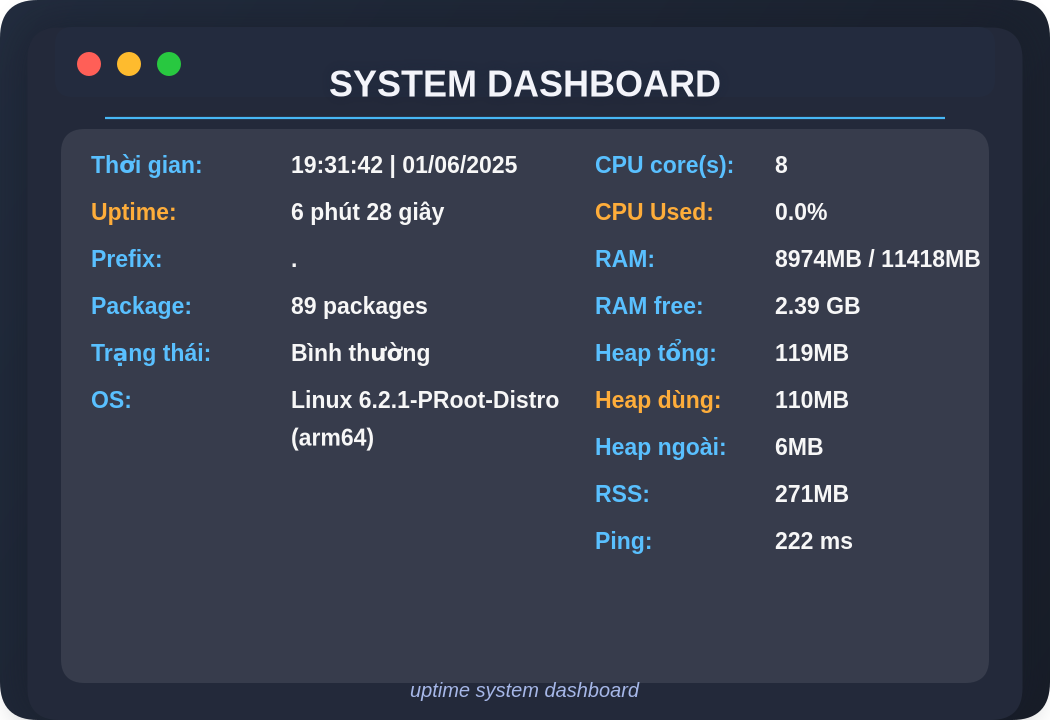 SYSTEM DASHBOARD
Thời gian: 19:31:42 | 01/06/2025
Uptime: 6 phút 28 giây
Prefix: .
Package: 89 packages
Trạng thái: Bình thường
OS: Linux 6.2.1-PRoot-Distro
(arm64)
CPU core(s): 8
CPU Used: 0.0%
RAM: 8974MB / 11418MB
RAM free: 2.39 GB
Heap tổng: 119MB
Heap dùng: 110MB
Heap ngoài: 6MB
RSS: 271MB
Ping: 222 ms
uptime system dashboard